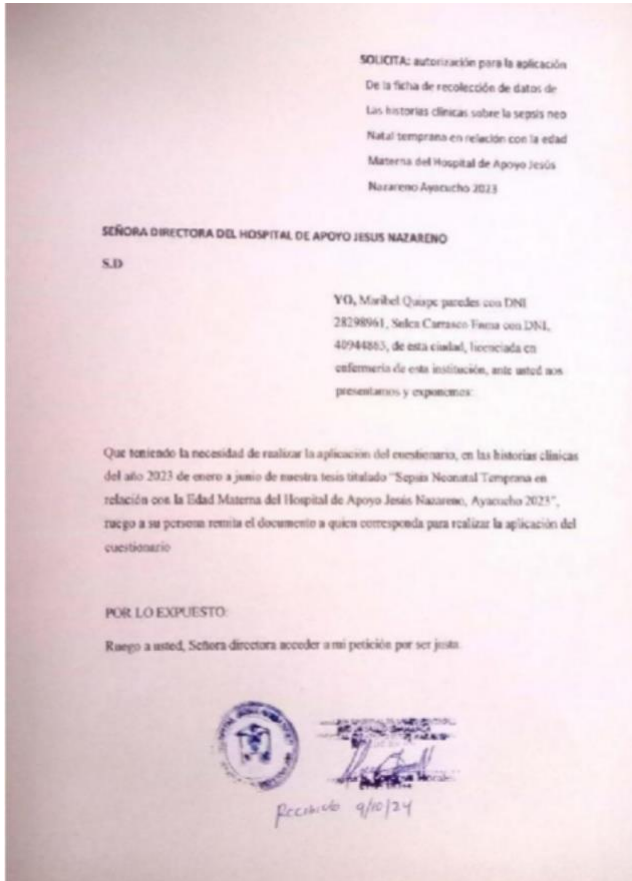 SOLICITA: autorización para la aplicación
De la ficha de recolección de datos de
Las historias clínicas sobre la sepsis neo
Natal temprana en relación con la edad
Materna del Hospital de Apoyo Jesús
Nazareno Ayacucho 2023
SEÑORA DIRECTORA DEL HOSPITAL DE APOYO JESUS NAZARENO
S.D
YO, Maribel Quispe paredes con DNI
28298961, Selca Carrasco con DNI,
40944863, de esta ciudad, licenciada en
enfermería de esta institución, ante usted nos
presentamos y exponemos:
Que teniendo la necesidad de realizar la aplicación del cuestionario, en las historias clínicas
del año 2023 de enero a junio de nuestra tesis titulado "Sepsis Neonatal Temprana en
relación con la Edad Materna del Hospital de Apoyo Jesús Nazareno, Ayacucho 2023",
ruego a su persona remita el documento a quien corresponda para realizar la aplicación del
cuestionario
POR LO EXPUESTO:
Ruego a usted, Señora directora acceder a mi petición por ser justa.
Recibido 9/10/24